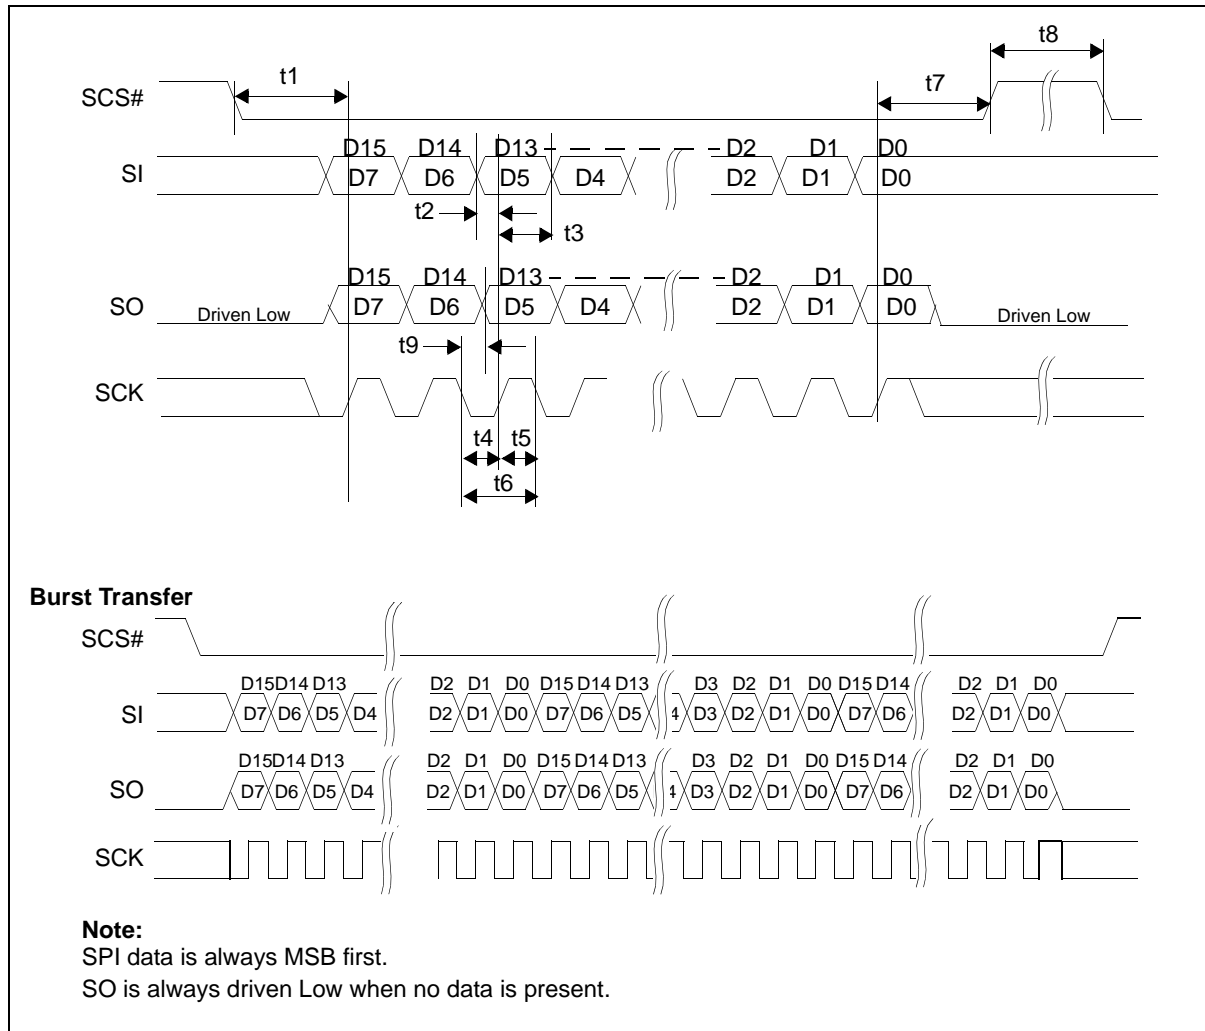 t8
t1
t7
SCS#
D15 D14 D13 D2 D1 D0
SI
D7 D6 D5 D4 D2 D1 D0
t2
t3
D15 D14 D13 D2 D1 D0
SO
Driven Low D7 D6 D5 D4 D2 D1 D0 Driven Low
t9
SCK
t4 t5
t6
Burst Transfer
SCS#
D15 D14 D13 D2 D1 D0 D15 D14 D13 D3 D2 D1 D0 D15 D14 D2 D1 D0
SI
D7 D6 D5 D4 D2 D1 D0 D7 D6 D5 4 D3 D2 D1 D0 D7 D6 D2 D1 D0
D15 D14 D13 D2 D1 D0 D15 D14 D13 D3 D2 D1 D0 D15 D14 D2 D1 D0
SO
D7 D6 D5 D4 D2 D1 D0 D7 D6 D5 4 D3 D2 D1 D0 D7 D6 D2 D1 D0
SCK
Note:
SPI data is always MSB first.
SO is always driven Low when no data is present.